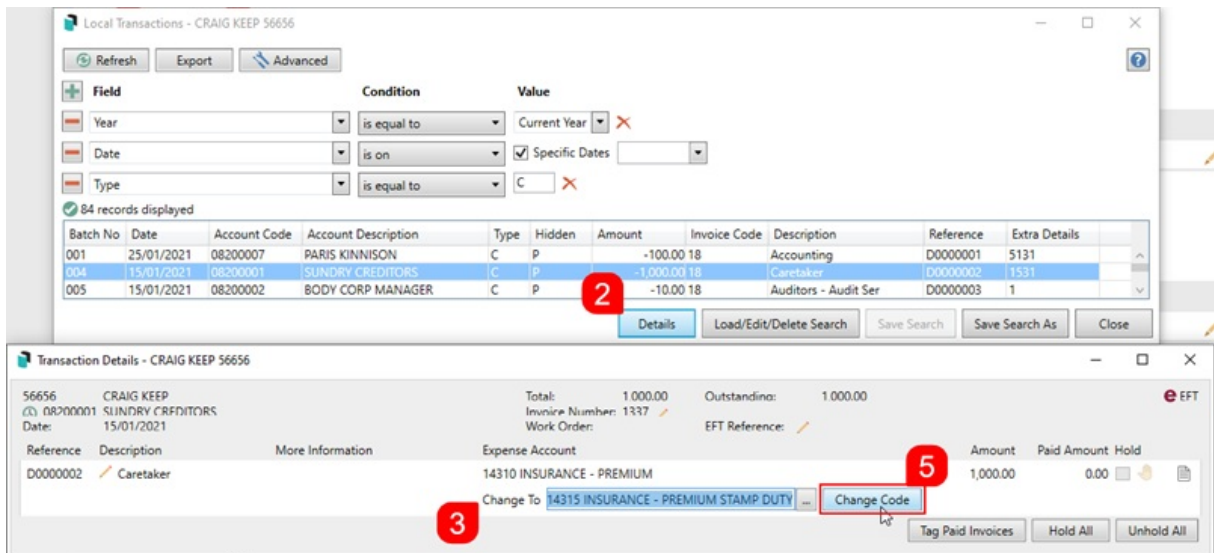 Local Transactions - CRAIG KEEP 56656
Refresh Export Advanced
Field Condition Value
Year is equal to Current Year
Date is on Specific Dates
Type is equal to C
84 records displayed
Batch No Date Account Code Account Description Type Hidden Amount Invoice Code Description Reference Extra Details
001 25/01/2021 08200007 PARIS KINNISON C P -100.00 18 Accounting D0000001 5131
004 15/01/2021 08200001 SUNDRY CREDITORS C P -1,000.00 18 Caretaker D0000002 1531
005 15/01/2021 08200002 BODY CORP MANAGER C P -10.00 18 Auditors - Audit Ser D0000003 1
2
Details Load/Edit/Delete Search Save Search Save Search As Close
Transaction Details - CRAIG KEEP 56656
56656 CRAIG KEEP Total: 1.000.00 Outstanding: 1.000.00 e EFT
08200001 SUNDRY CREDITORS Invoice Number: 1337
Date: 15/01/2021 Work Order: EFT Reference:
Reference Description More Information Expense Account Amount Paid Amount Hold
D0000002 Caretaker 14310 INSURANCE - PREMIUM 1,000.00 0.00
5
Change To 14315 INSURANCE - PREMIUM STAMP DUTY ... Change Code
3
Tag Paid Invoices Hold All Unhold All